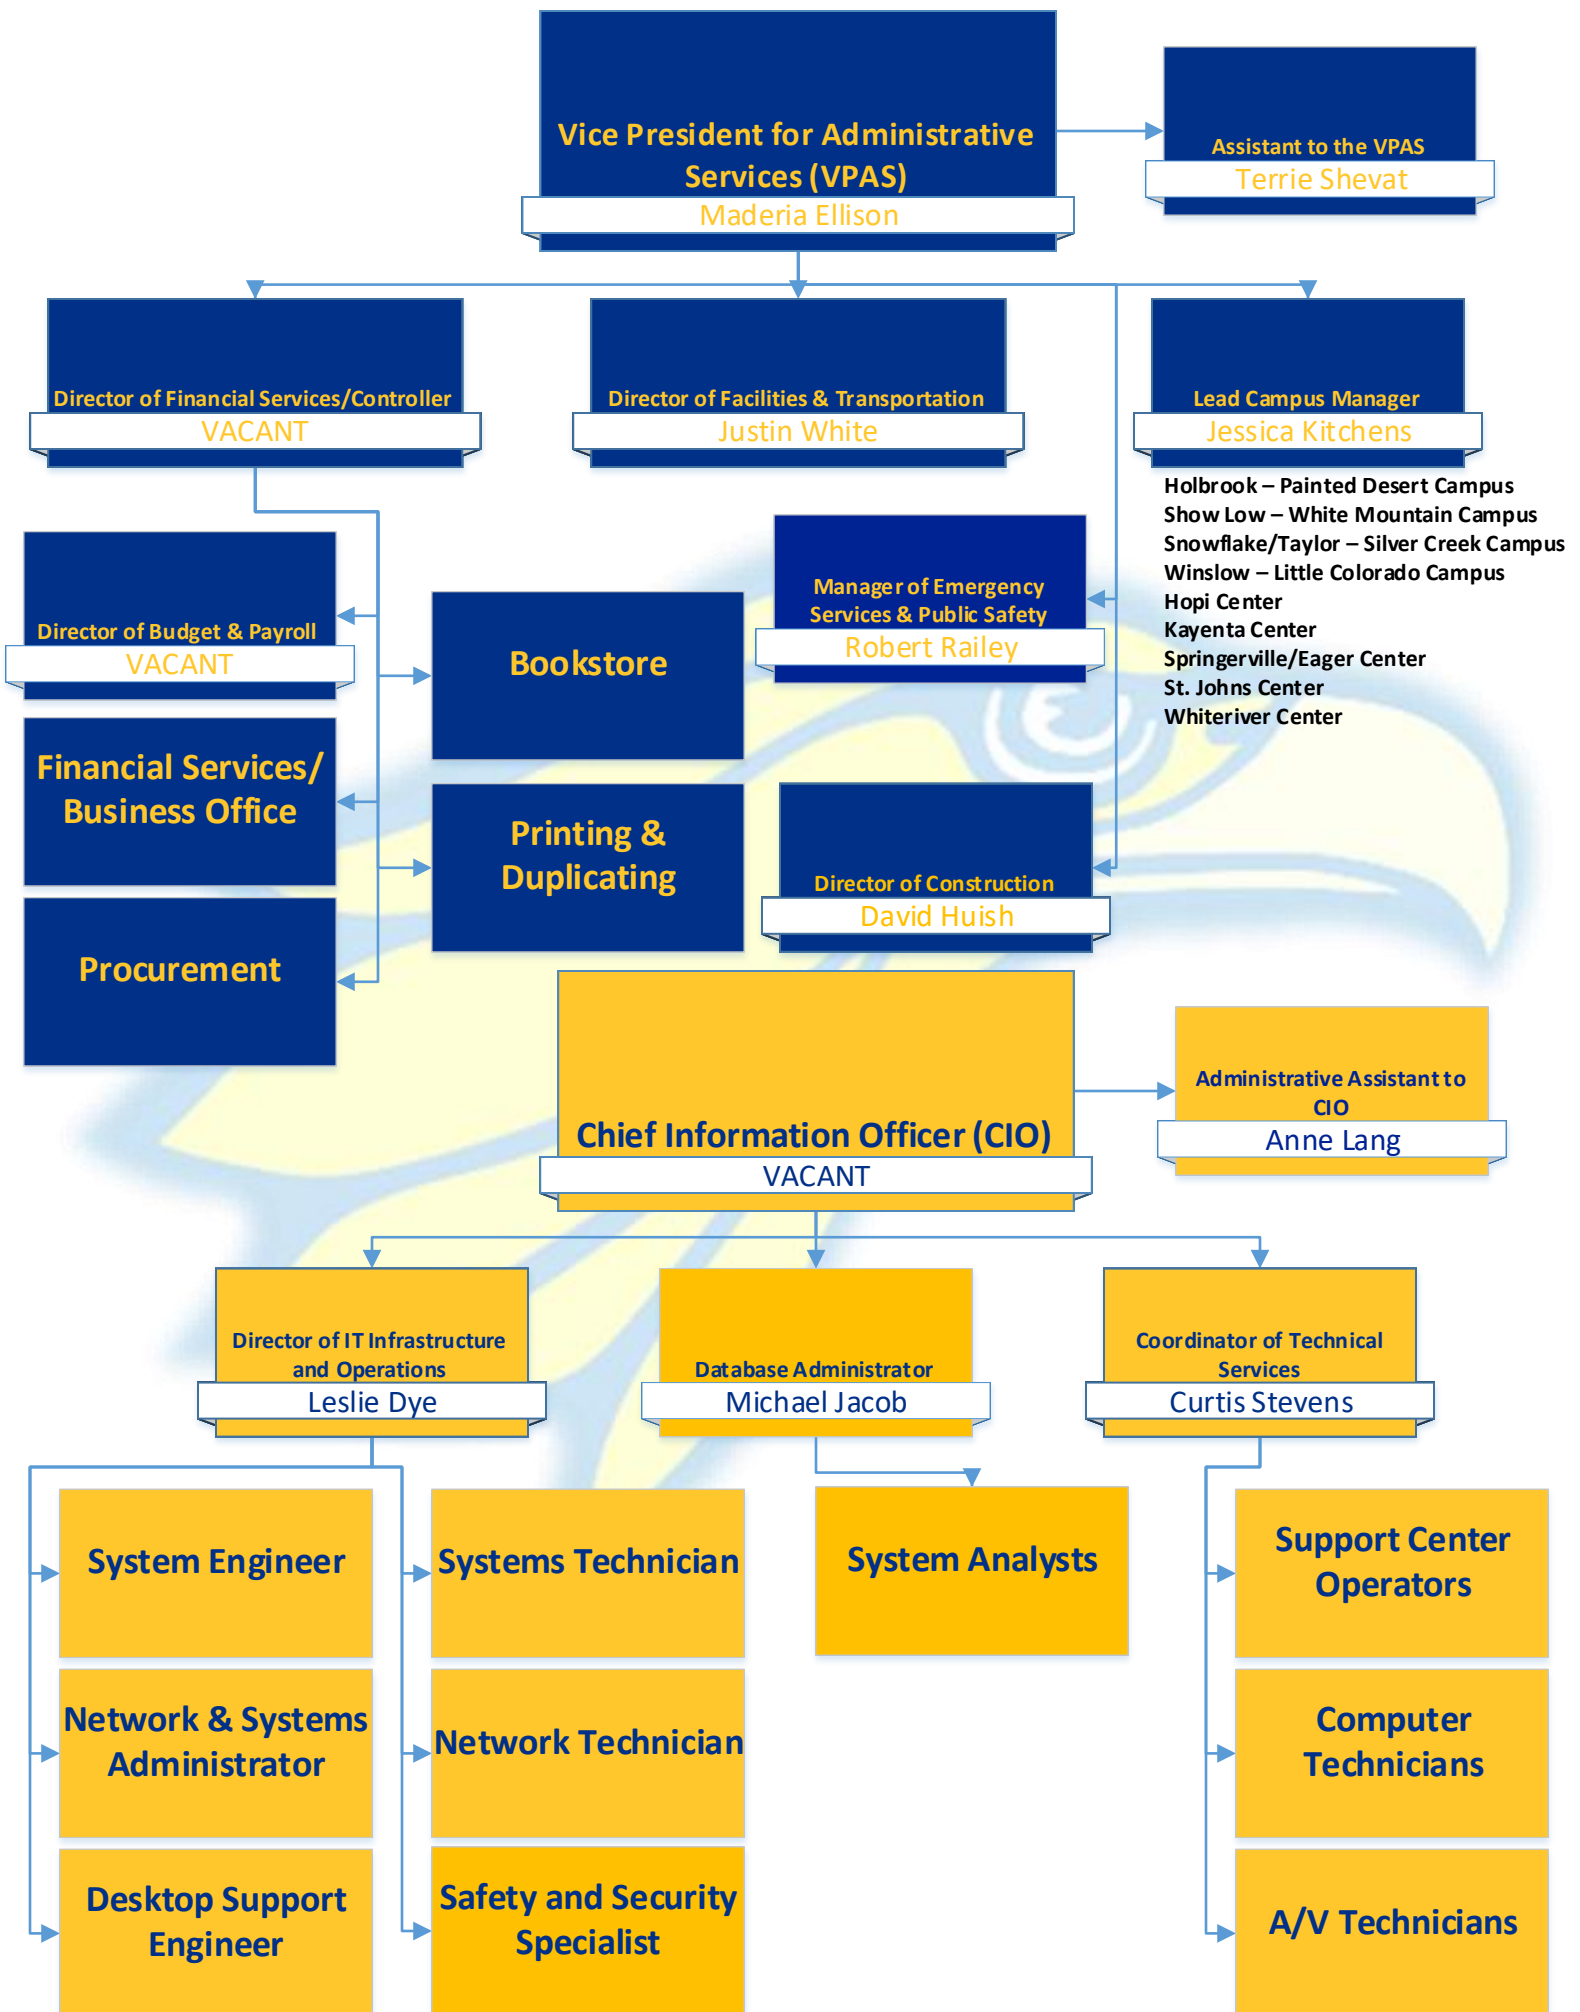 Vice President for Administrative
Services (VPAS)
Maderia Ellison
Assistant to the VPAS
Terrie Shevat
Director of Financial Services/Controller
VACANT
Director of Facilities & Transportation
Justin White
Lead Campus Manager
Jessica Kitchens
Holbrook – Painted Desert Campus
Show Low – White Mountain Campus
Snowflake/Taylor – Silver Creek Campus
Winslow – Little Colorado Campus
Hopi Center
Kayenta Center
Springerville/Eager Center
St. Johns Center
Whiteriver Center
Director of Budget & Payroll
VACANT
Bookstore
Manager of Emergency
Services & Public Safety
Robert Railey
Financial Services/
Business Office
Printing &
Duplicating
Director of Construction
David Huish
Procurement
Chief Information Officer (CIO)
VACANT
Administrative Assistant to
CIO
Anne Lang
Director of IT Infrastructure
and Operations
Leslie Dye
Database Administrator
Michael Jacob
Coordinator of Technical
Services
Curtis Stevens
System Engineer
Systems Technician
System Analysts
Support Center
Operators
Network & Systems
Administrator
Network Technician
Computer
Technicians
Desktop Support
Engineer
Safety and Security
Specialist
A/V Technicians